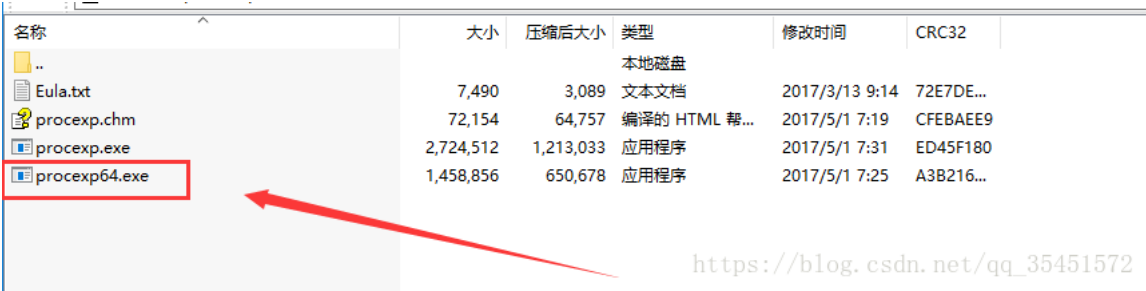 名称 大小 压缩后大小 类型 修改时间 CRC32
.. 本地磁盘
Eula.txt 7,490 3,089 文本文档 2017/3/13 9:14 72E7DE...
procexp.chm 72,154 64,757 编译的 HTML 帮... 2017/5/1 7:19 CFEBAEE9
procexp.exe 2,724,512 1,213,033 应用程序 2017/5/1 7:31 ED45F180
procexp64.exe 1,458,856 650,678 应用程序 2017/5/1 7:25 A3B216...
https://blog.csdn.net/qq_35451572